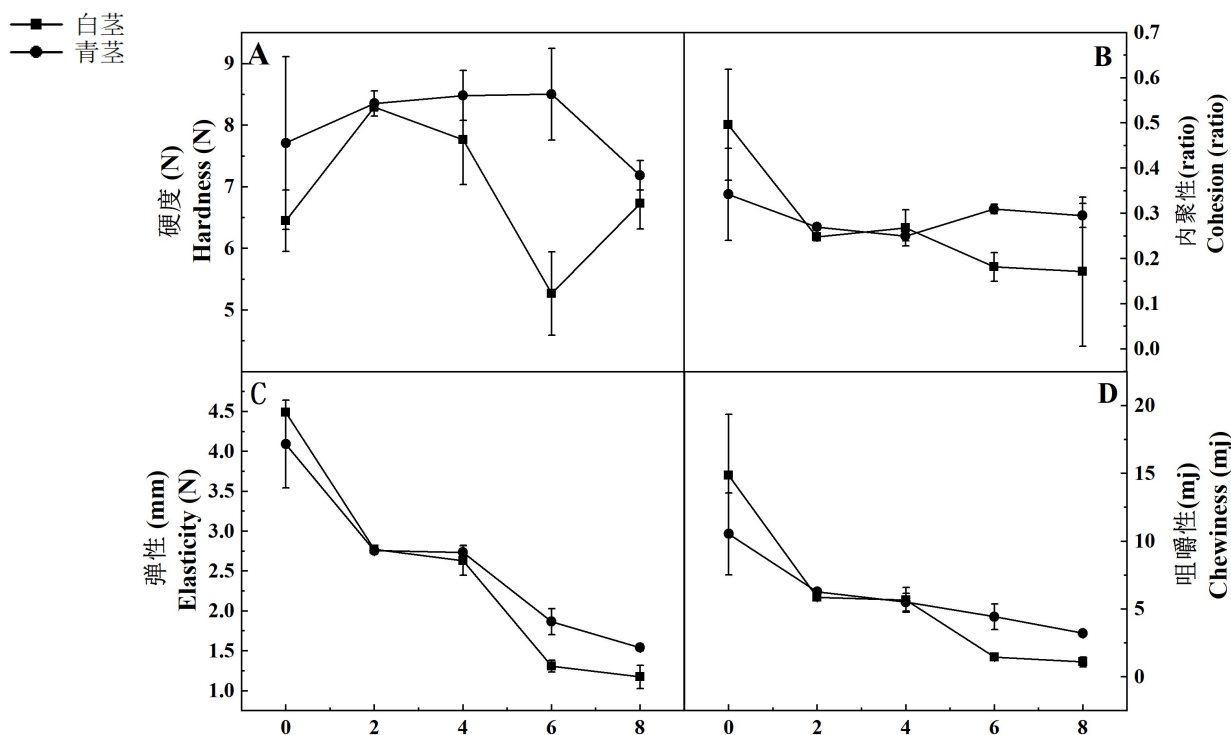 白茎
青茎
A
B
硬度 (N)
Hardness (N)
9
8
7
6
5
0.7
0.6
0.5
0.4
0.3
0.2
0.1
0.0
内聚性(ratio)
Cohesion (ratio)
C
D
弹性 (mm)
Elasticity (N)
4.5
4.0
3.5
3.0
2.5
2.0
1.5
1.0
20
15
10
5
0
咀嚼性(mj)
Chewiness (mj)
0 2 4 6 8
0 2 4 6 8